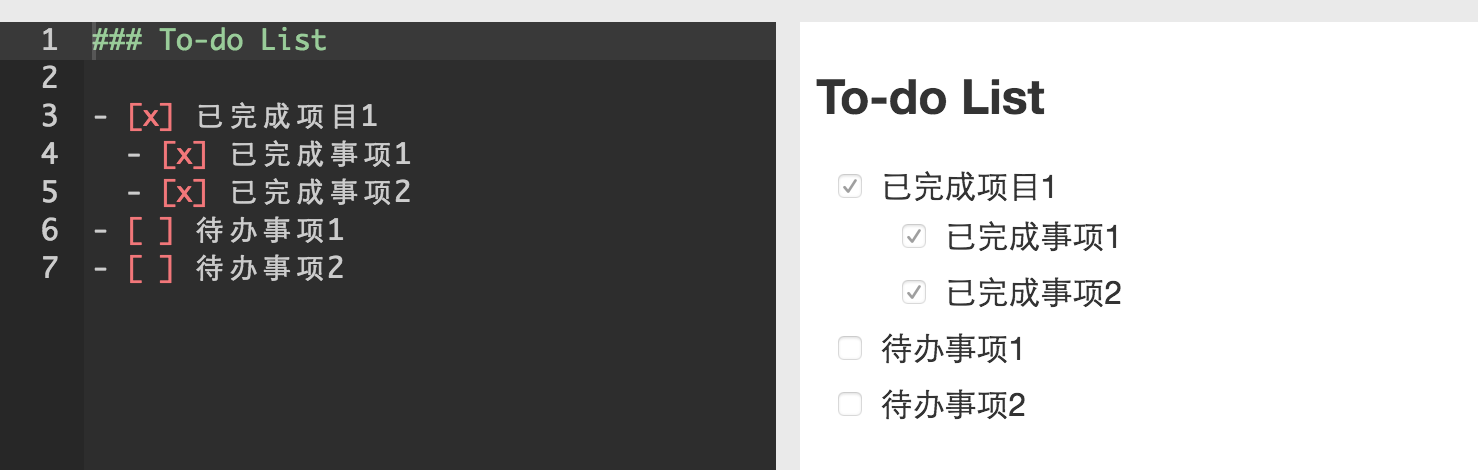 1 ### To-do List
2
3 - [x] 已完成项目1
4 - [x] 已完成事项1
5 - [x] 已完成事项2
6 - [ ] 待办事项1
7 - [ ] 待办事项2
To-do List
已完成项目1
已完成事项1
已完成事项2
待办事项1
待办事项2